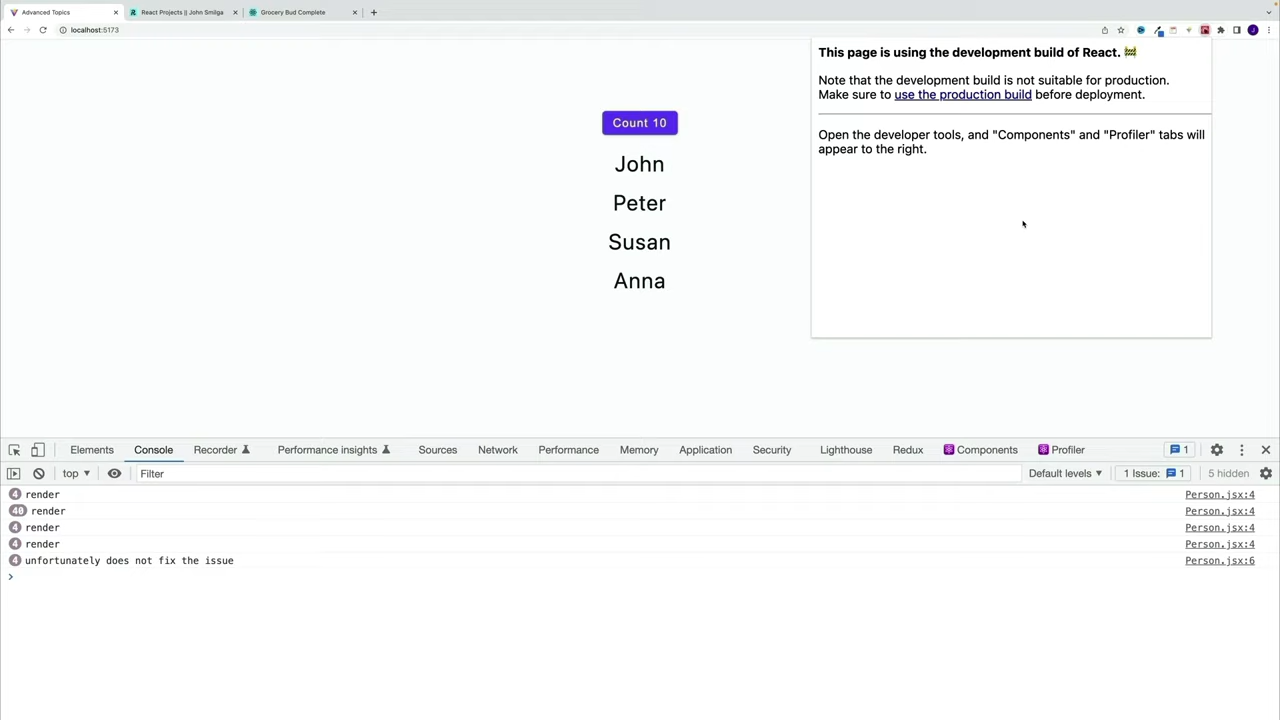 Advanced Topics
React Projects || John Smilga
Grocery Bud Complete
localhost:5173
This page is using the development build of React. 🚧
Note that the development build is not suitable for production.
Make sure to use the production build before deployment.
Open the developer tools, and "Components" and "Profiler" tabs will
appear to the right.
Count 10
John
Peter
Susan
Anna
Elements Console Recorder Performance insights Sources Network Performance Memory Application Security Lighthouse Redux Components Profiler 1
top Filter Default levels 1 Issue: 1 5 hidden
4 render Person.jsx:4
40 render Person.jsx:4
4 render Person.jsx:4
4 render Person.jsx:4
4 unfortunately does not fix the issue Person.jsx:6
>